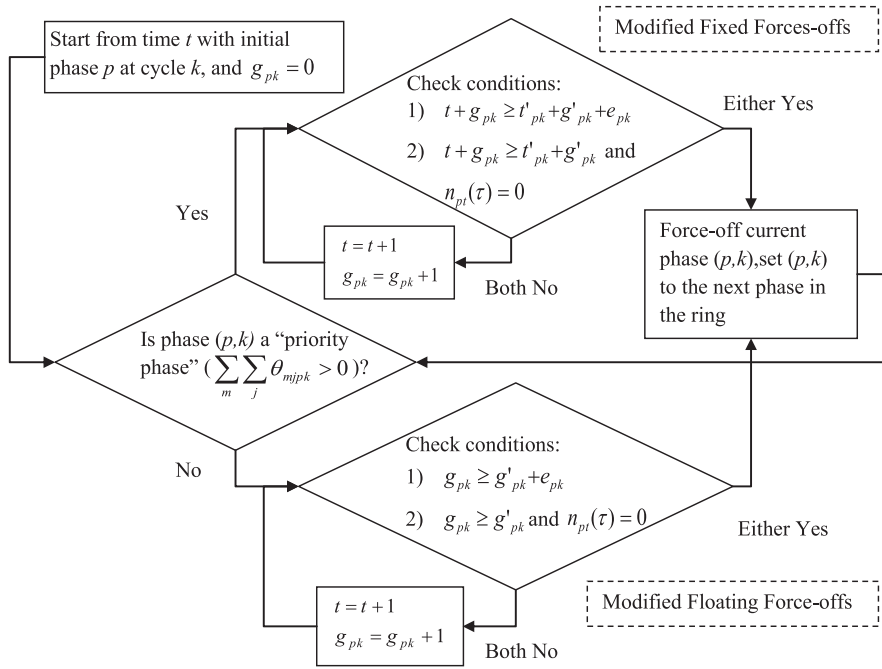 Modified Fixed Forces-offs
Start from time t with initial
phase p at cycle k, and g_pk = 0
Check conditions:
1) t + g_pk ≥ t'_pk + g'_pk + e_pk
2) t + g_pk ≥ t'_pk + g'_pk and
n_pt(τ) = 0
Either Yes
Yes
t = t + 1
g_pk = g_pk + 1
Both No
Force-off current
phase (p,k),set (p,k)
to the next phase in
the ring
Is phase (p,k) a “priority
phase” ( ∑_m ∑_j θ_mjpk > 0 )?
No
Check conditions:
1) g_pk ≥ g'_pk + e_pk
2) g_pk ≥ g'_pk and n_pt(τ) = 0
Either Yes
t = t + 1
g_pk = g_pk + 1
Both No
Modified Floating Force-offs